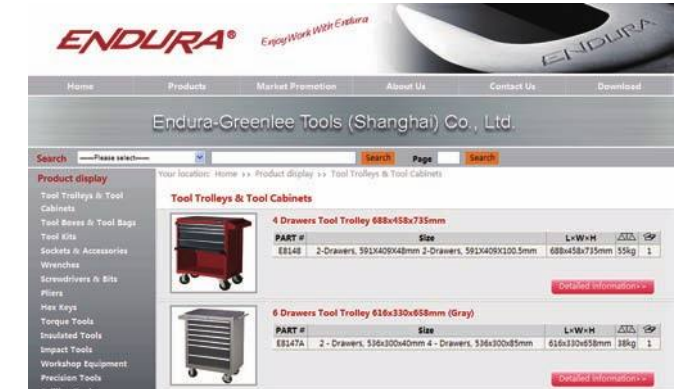 ENDURA®
Enjoy Work With Endura
ENDURA
Home Products Market Promotion About Us Contact Us Download
Endura-Greenlee Tools (Shanghai) Co., Ltd.
Search ----Please select---- Search Page Search
Product display
Your location: Home >> Product display >> Tool Trolleys & Tool Cabinets
Tool Trolleys & Tool
Cabinets
Tool Boxes & Tool Bags
Tool Kits
Sockets & Accessories
Wrenches
Screwdrivers & Bits
Pliers
Hex Keys
Torque Tools
Insulated Tools
Impact Tools
Workshop Equipment
Precision Tools
Tool Trolleys & Tool Cabinets
4 Drawers Tool Trolley 688x458x735mm
PART # Size L×W×H
E8148 2-Drawers, 591X409X48mm 2-Drawers, 591X409X100.5mm 688x458x735mm 55kg 1
Detailed Information>>
6 Drawers Tool Trolley 616x330x658mm (Gray)
PART # Size L×W×H
E8147A 2 - Drawers, 536x300x40mm 4 - Drawers, 536x300x85mm 616x330x658mm 38kg 1
Detailed Information>>